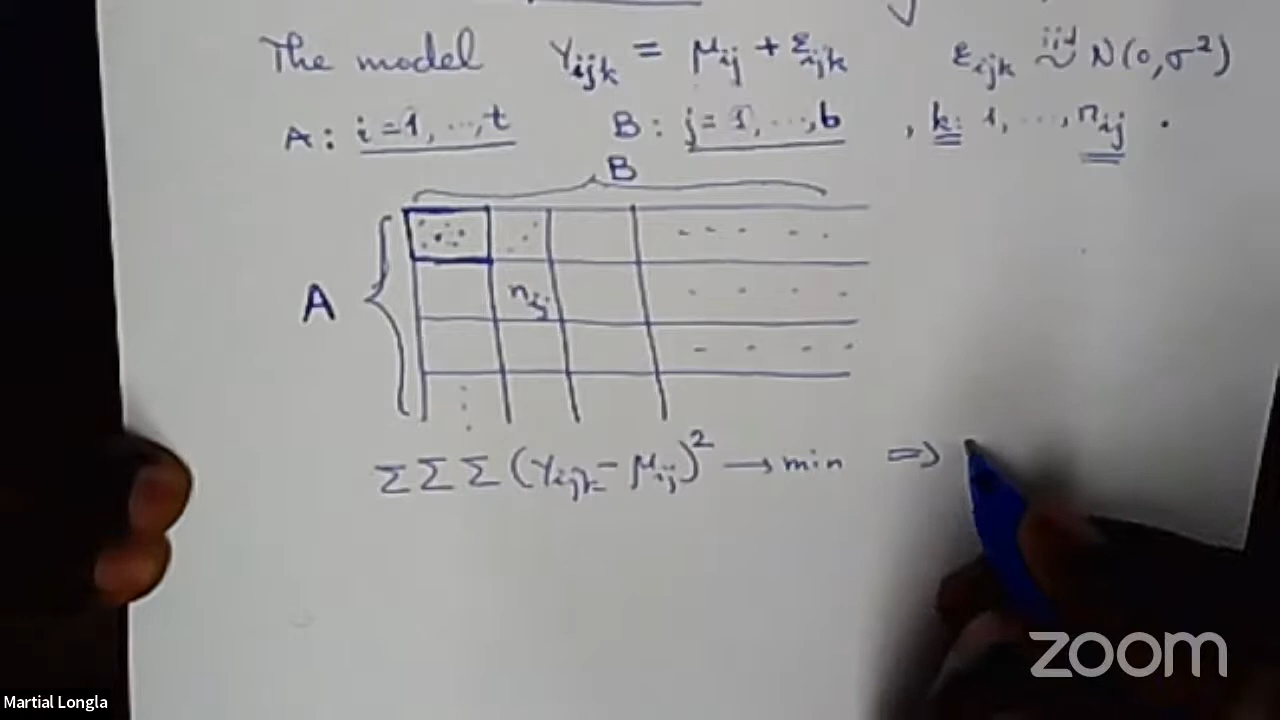 The model Yijk = μij + εijk εijk iid ~ N(0, σ²)
A: i = 1, ..., t B: j = 1, ..., b , k: 1, ..., nij .
B
A
nij
Σ Σ Σ (Yijk − μij)² → min ⇒
zoom
Martial Longla